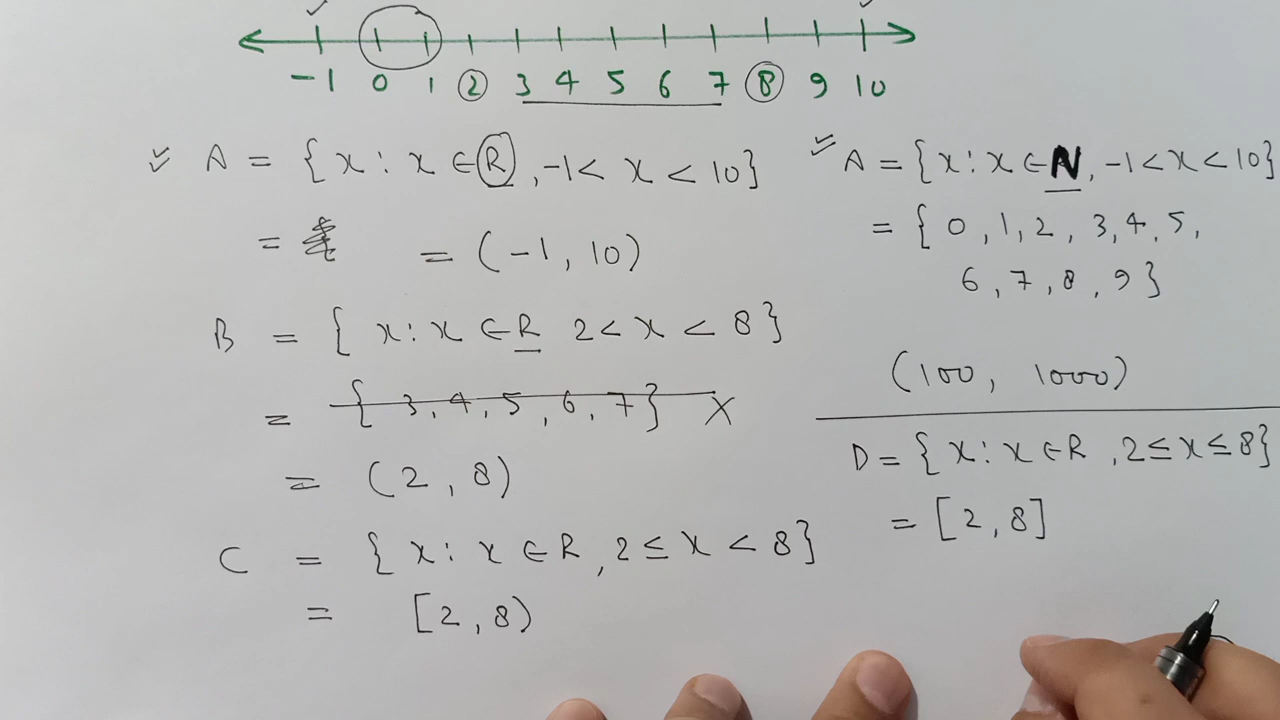 -1 0 1 2 3 4 5 6 7 8 9 10
A = {x : x ∈ R, -1 < x < 10}
= = (-1, 10)
B = { x : x ∈ R 2 < x < 8}
= { 3, 4, 5, 6, 7} X
= (2, 8)
C = { x : x ∈ R, 2 ≤ x < 8}
= [2, 8)
A = {x : x ∈ N, -1 < x < 10}
= { 0, 1, 2, 3, 4, 5,
6, 7, 8, 9 }
(100, 1000)
D = { x : x ∈ R, 2 ≤ x ≤ 8}
= [2, 8]